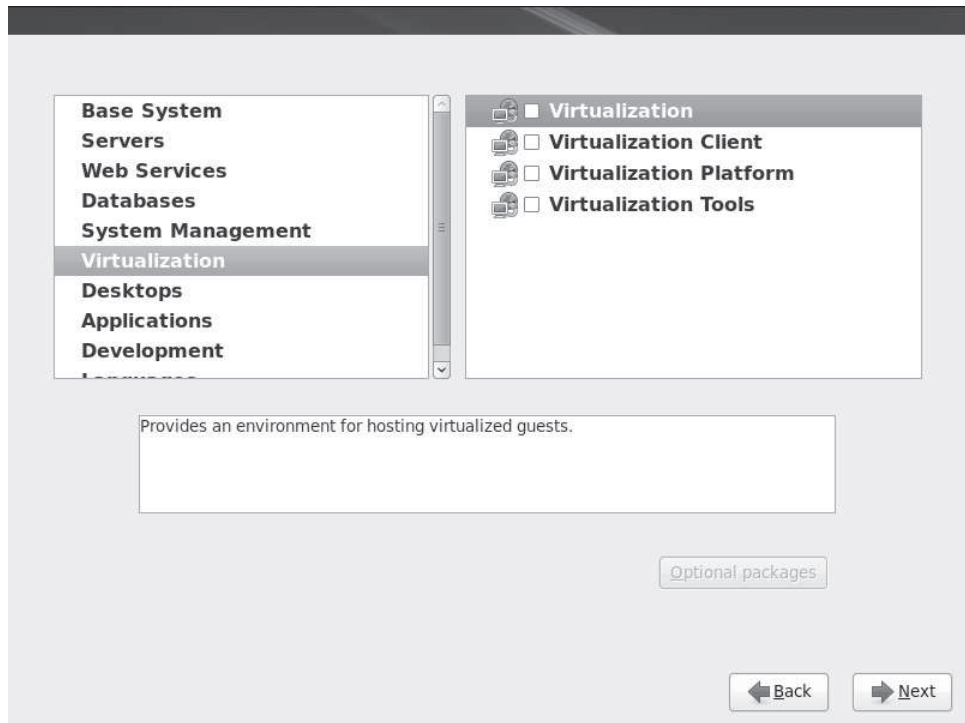 Base System
Servers
Web Services
Databases
System Management
Virtualization
Desktops
Applications
Development
Virtualization
Virtualization Client
Virtualization Platform
Virtualization Tools
Provides an environment for hosting virtualized guests.
Optional packages
Back
Next